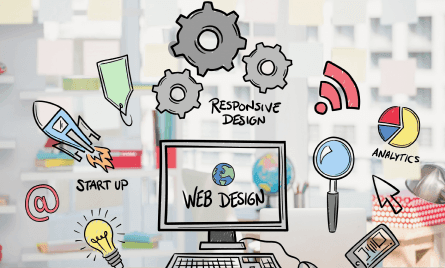 RESPONSIVE
DESIGN
ANALYTICS
START UP
WEB DESIGN
@